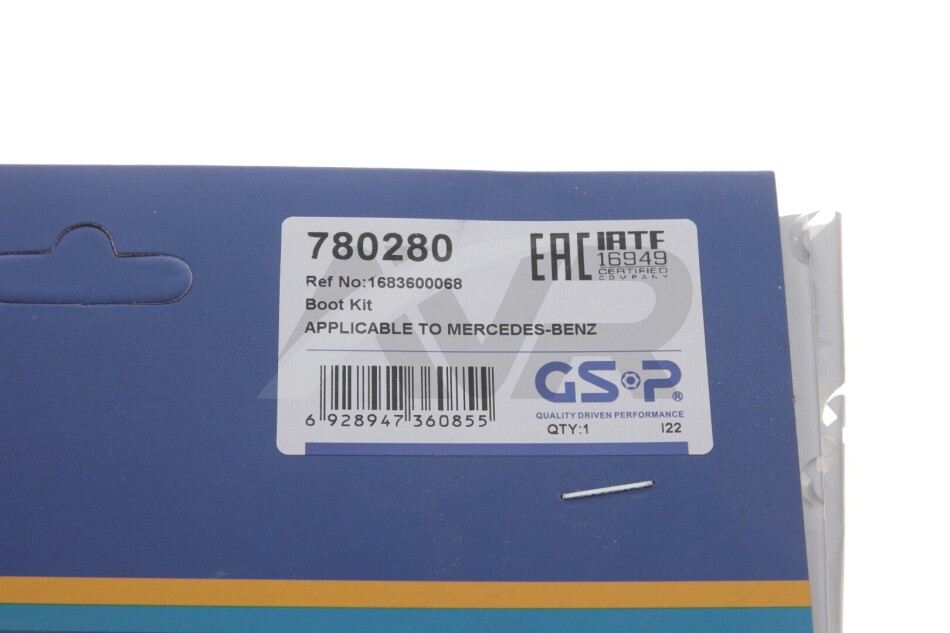 780280
EAC IATF
16949
CERTIFIED
COMPANY
Ref No:1683600068
Boot Kit
APPLICABLE TO MERCEDES-BENZ
AVR
GSP®
QUALITY DRIVEN PERFORMANCE
6 928947 360855
QTY:1 I22